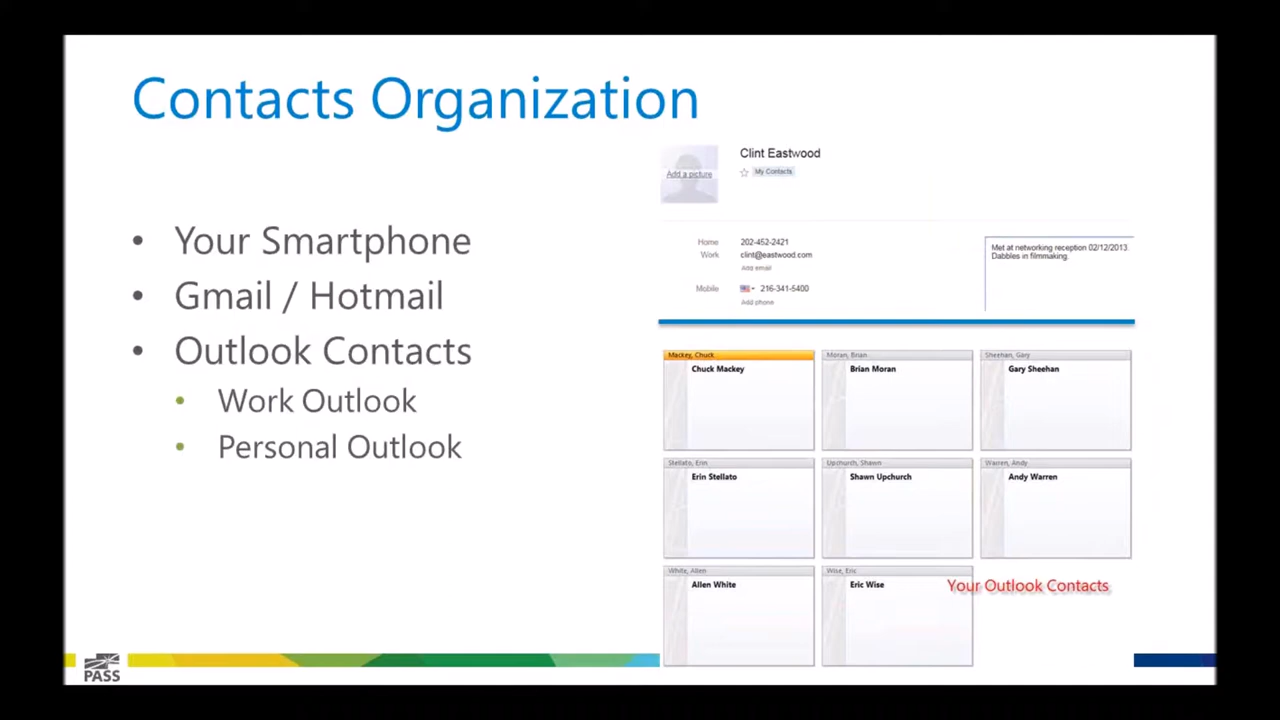 Contacts Organization
• Your Smartphone
• Gmail / Hotmail
• Outlook Contacts
• Work Outlook
• Personal Outlook
Add a picture
Clint Eastwood
My Contacts
Home 202-452-2421
Work clint@eastwood.com
Add email
Mobile 216-341-5400
Add phone
Met at networking reception 02/12/2013.
Dabbles in filmmaking.
Mackey, Chuck
Chuck Mackey
Moran, Brian
Brian Moran
Sheehan, Gary
Gary Sheehan
Stellato, Erin
Erin Stellato
Upchurch, Shawn
Shawn Upchurch
Warren, Andy
Andy Warren
White, Allen
Allen White
Wise, Eric
Eric Wise
Your Outlook Contacts
PASS